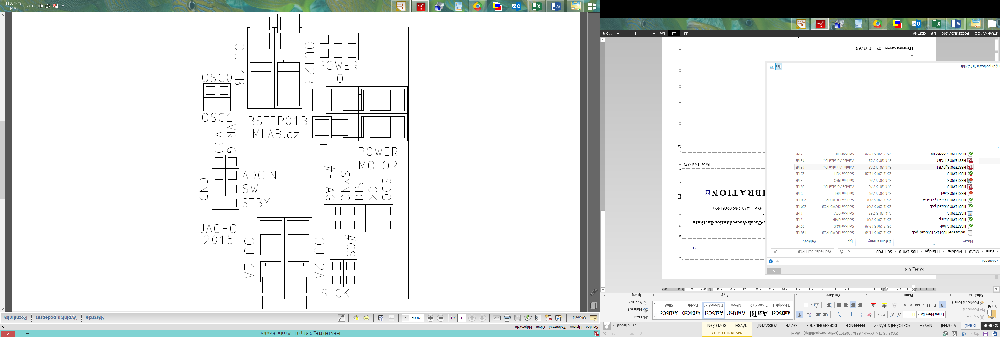 HBSTEP01B_PCB1.pdf - Adobe Reader
Soubor Úpravy Zobrazení Okna Nápověda
Otevřít
1 / 1
200%
Nástroje
Vyplnit a podepsat
Poznámka
OUT1B
OUT2B
POWER
IO
OSC0
OSC1
HBSTEP01B
MLAB.cz
VREG
VDD
+
POWER
MOTOR
ADCIN
SW
STBY
GND
#FLAG
SYNC
SDI
CK
SDO
JACHO
2015
OUT1A
OUT2A
#CS
STCK
CES
7:54
3. 4. 2015
20045-15 STN Keithley 6514 1046797 [režim kompatibility] - Word
NÁSTROJE TABULKY
SOUBOR DOMŮ VLOŽENÍ NÁVRH ROZLOŽENÍ STRÁNKY REFERENCE KORESPONDENCE REVIZE ZOBRAZENÍ NÁVRH ROZLOŽENÍ
Jan Chroust
Vložit
Vyjmout
Kopírovat
Kopírovat formát
Times New Ro 11
AaBbCcI AaBl AaBbC AaBbCcI AaBbCcD AaBbCcI
¶ Nadpis 1 ¶ Nadpis 2 Název ¶ Normální Podtitul Silné
Najít
Nahradit
Vybrat
Schránka Písmo Odstavec Styly Úpravy
SCH_PCB
Zobrazení
stare MLAB Modules H_Bridge HBSTEP01B SCH_PCB
Prohledat: SCH_PCB
Název Datum změny Typ Velikost
_autosave-HBSTEP01B.kicad_pcb 25. 3. 2015 11:59 Soubor KICAD_PCB 197 kB
HBSTEP01B.bak 25. 3. 2015 13:28 Soubor BAK 27 kB
HBSTEP01B.cmp 26. 3. 2015 7:00 Soubor CMP 7 kB
HBSTEP01B 3. 4. 2015 7:53 Soubor CSV 1 kB
HBSTEP01B.kicad_pcb 26. 3. 2015 7:00 Soubor KICAD_PCB 201 kB
HBSTEP01B.kicad_pcb-bak 26. 3. 2015 7:00 Soubor KICAD_PC... 201 kB
HBSTEP01B.net 3. 4. 2015 7:49 Soubor NET 20 kB
HBSTEP01B 3. 4. 2015 7:46 Adobe Acrobat D... 37 kB
HBSTEP01B 3. 4. 2015 7:46 Soubor PRO 3 kB
HBSTEP01B 25. 3. 2015 13:28 Soubor SCH 26 kB
HBSTEP01B_PCB1 3. 4. 2015 7:52 Adobe Acrobat D... 13 kB
HBSTEP01B_PCB4 3. 4. 2015 7:53 Adobe Acrobat D... 13 kB
HBSTEP01B-cache.lib 25. 3. 2015 13:28 Soubor LIB 6 kB
ných položek: 1; 12,4 kB
Czech Accreditation Institute
, fax. +420 266 020 169
IBRATION
Page 1 of 2
ID number: 03 – 003769
STRÁNKA 1 Z 2 POČET SLOV: 348 ČEŠTINA
110 %